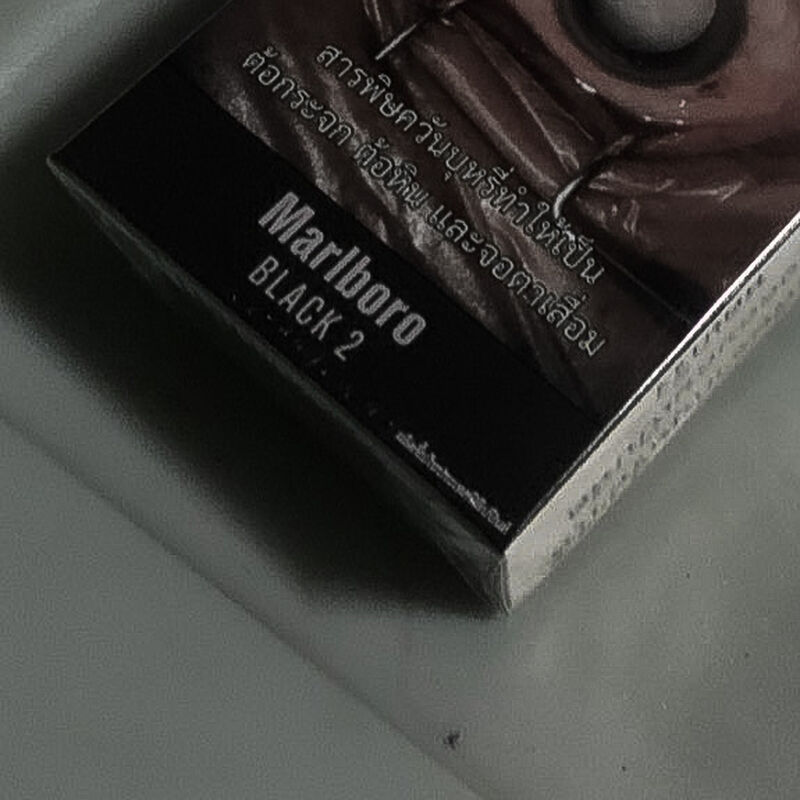 สารพิษควันบุหรี่ทำให้เป็น
ต้อกระจก ต้อหิน และจอตาเสื่อม
Marlboro
BLACK 2